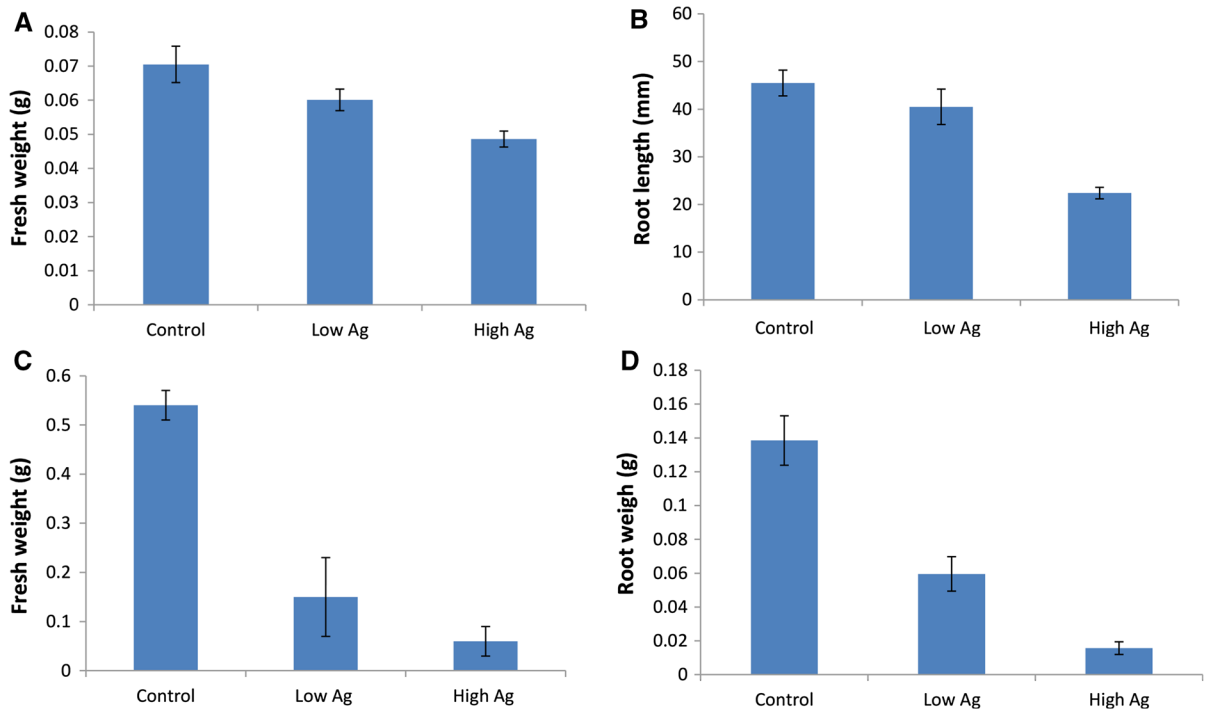 A
Fresh weight (g)
0.08
0.07
0.06
0.05
0.04
0.03
0.02
0.01
0
Control Low Ag High Ag
B
Root length (mm)
60
50
40
30
20
10
0
Control Low Ag High Ag
C
Fresh weight (g)
0.6
0.5
0.4
0.3
0.2
0.1
0
Control Low Ag High Ag
D
Root weigh (g)
0.18
0.16
0.14
0.12
0.1
0.08
0.06
0.04
0.02
0
Control Low Ag High Ag